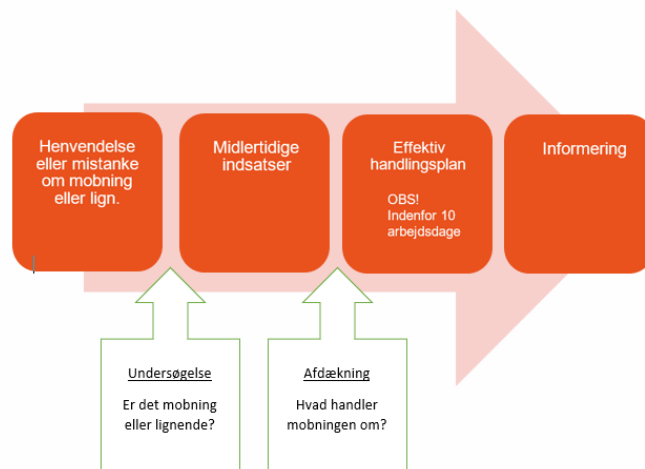 Henvendelse
eller mistanke
om mobning
eller lign.
Midlertidige
indsatser
Effektiv
handlingsplan
OBS!
Indenfor 10
arbejdsdage
Informering
Undersøgelse
Er det mobning
eller lignende?
Afdækning
Hvad handler
mobningen om?